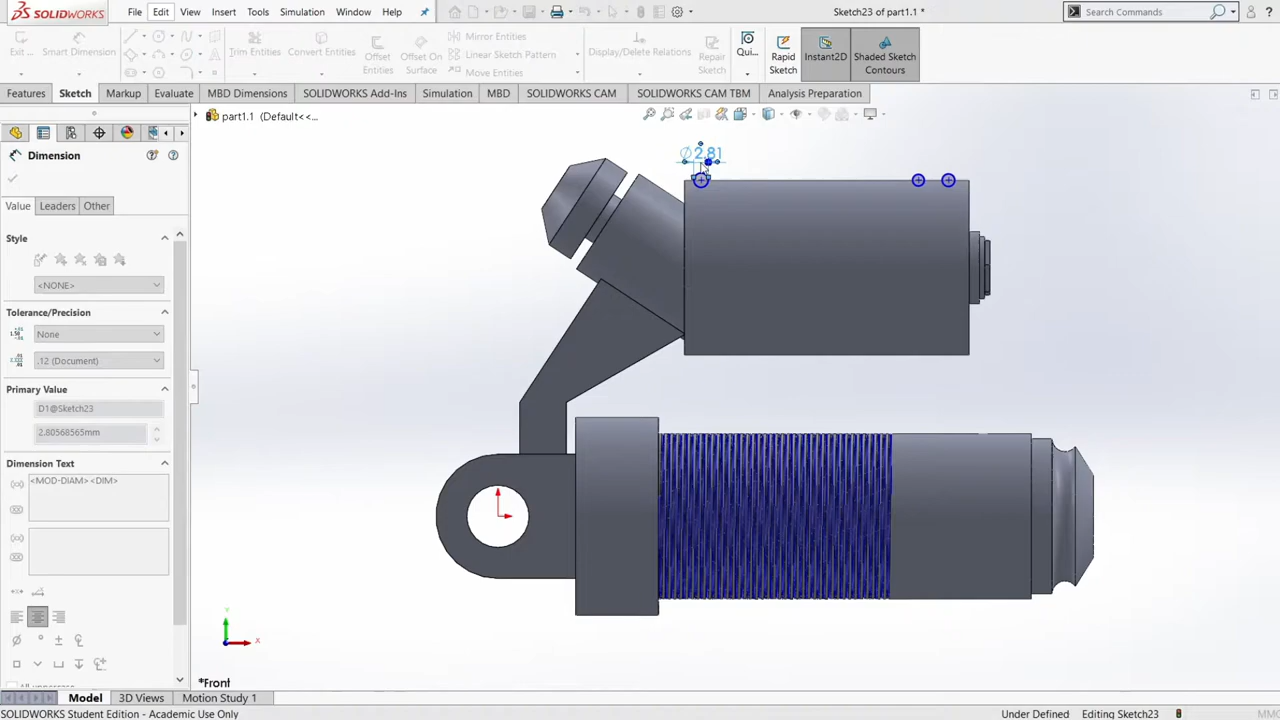 SOLIDWORKS File Edit View Insert Tools Simulation Window Help Sketch23 of part1.1 * Search Commands
Exit ... Smart Dimension Trim Entities Convert Entities Offset Entities Offset On Surface Mirror Entities Linear Sketch Pattern Move Entities Display/Delete Relations Repair Sketch Qui... Rapid Sketch Instant2D Shaded Sketch Contours
Features Sketch Markup Evaluate MBD Dimensions SOLIDWORKS Add-Ins Simulation MBD SOLIDWORKS CAM SOLIDWORKS CAM TBM Analysis Preparation
part1.1 (Default<<...
Dimension
Value Leaders Other
Style
<NONE>
Tolerance/Precision
None
.12 (Document)
Primary Value
D1@Sketch23
2.80568565mm
Dimension Text
<MOD-DIAM><DIM>
∅2.81
Y
X
*Front
Model 3D Views Motion Study 1
SOLIDWORKS Student Edition - Academic Use Only Under Defined Editing Sketch23